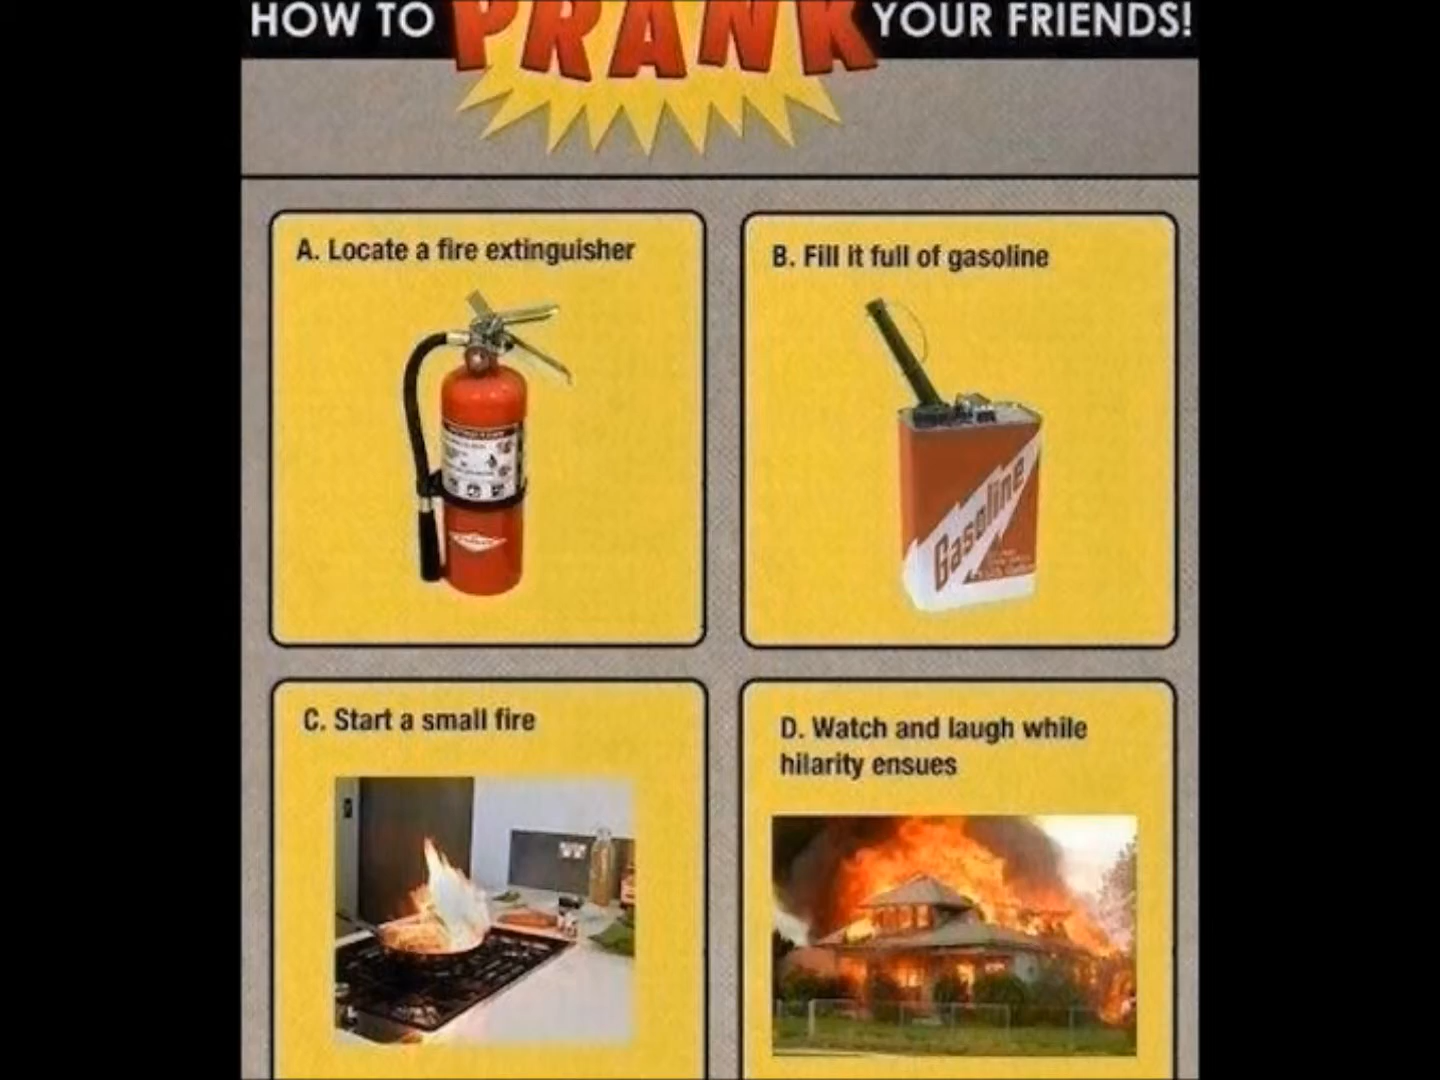 HOW TO PRANK YOUR FRIENDS!
A. Locate a fire extinguisher
B. Fill it full of gasoline
Gasoline
C. Start a small fire
D. Watch and laugh while
hilarity ensues